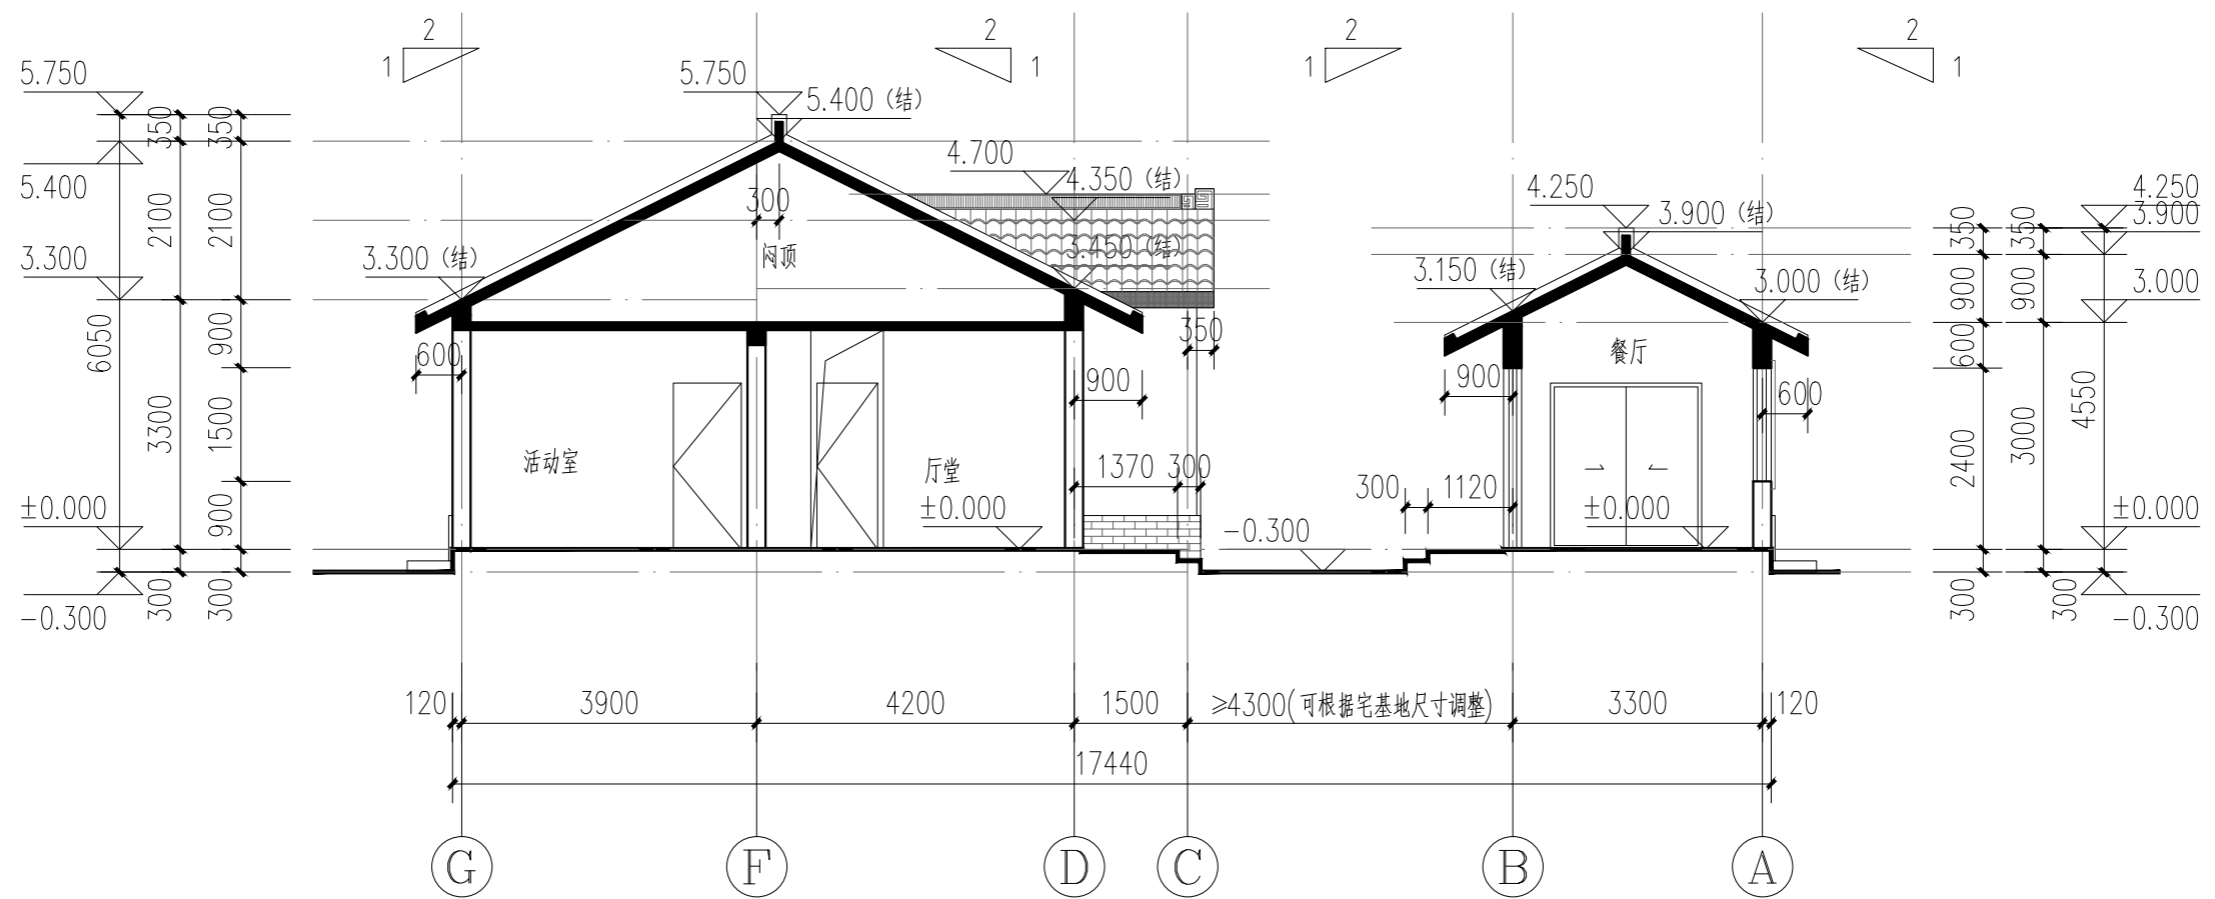 2 2 2 2
1 1 1 1
5.750 5.750 5.400(结)
350 350
5.400 4.700 4.350(结) 4.250 3.900(结) 4.250
3.900
2100 2100 300 350 350
3.300 3.300(结) 闷顶 3.450(结) 3.150(结) 3.000(结) 900 900 3.000
6050 900 600 350 餐厅 600
900 900 600
3300 1500 活动室 厅堂 1370 300 300 1120 2400 3000 4550
±0.000 900 ±0.000 -0.300 ±0.000 ±0.000
-0.300 300 300 300 300 -0.300
120 3900 4200 1500 ≥4300(可根据宅基地尺寸调整) 3300 120
17440
G F D C B A